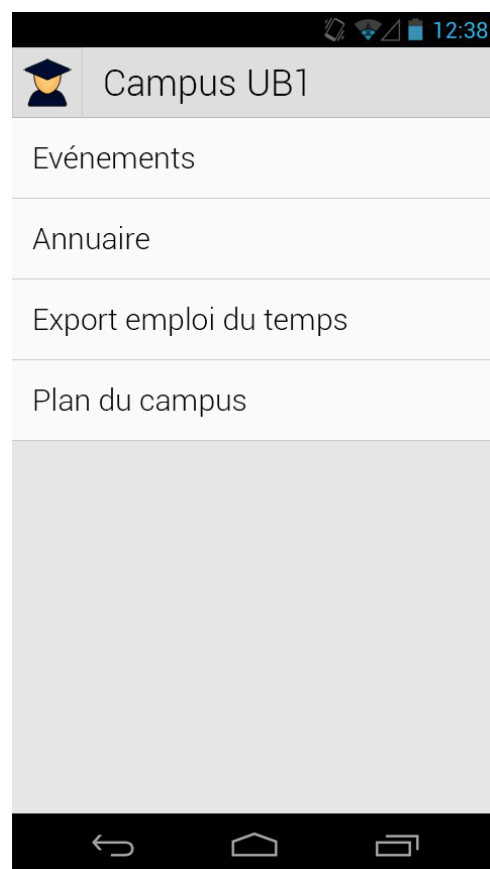 12:38
Campus UB1
Evénements
Annuaire
Export emploi du temps
Plan du campus